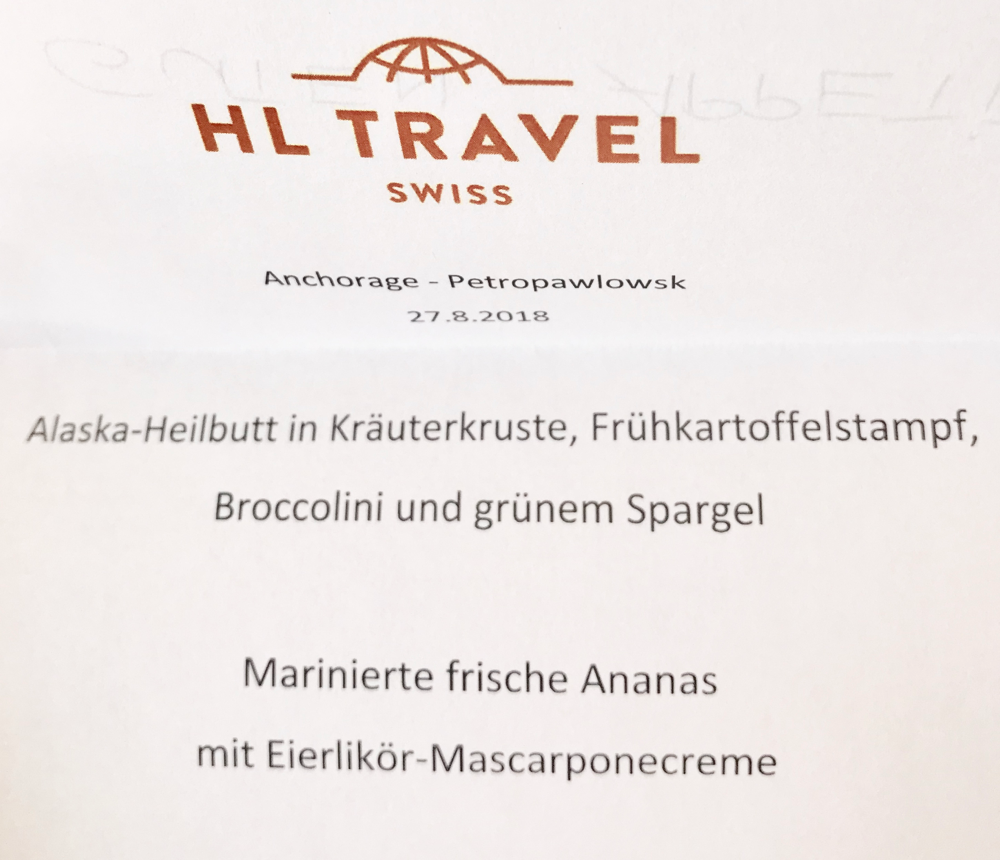 HL TRAVEL
SWISS
Anchorage - Petropawlowsk
27.8.2018
Alaska-Heilbutt in Kräuterkruste, Frühkartoffelstampf,
Broccolini und grünem Spargel
Marinierte frische Ananas
mit Eierlikör-Mascarponecreme